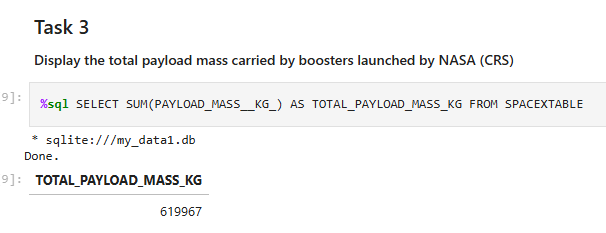 Task 3
Display the total payload mass carried by boosters launched by NASA (CRS)
9]: %sql SELECT SUM(PAYLOAD_MASS__KG_) AS TOTAL_PAYLOAD_MASS_KG FROM SPACEXTABLE
* sqlite:///my_data1.db
Done.
9]: TOTAL_PAYLOAD_MASS_KG
619967